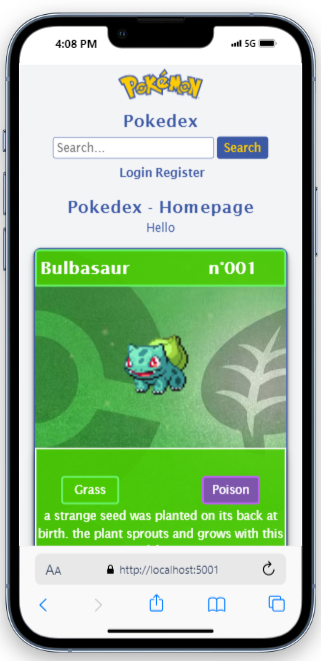 4:08 PM
5G
POKéMON
Pokedex
Search... Search
Login Register
Pokedex - Homepage
Hello
Bulbasaur n°001
Grass Poison
a strange seed was planted on its back at
birth. the plant sprouts and grows with this
AA http://localhost:5001